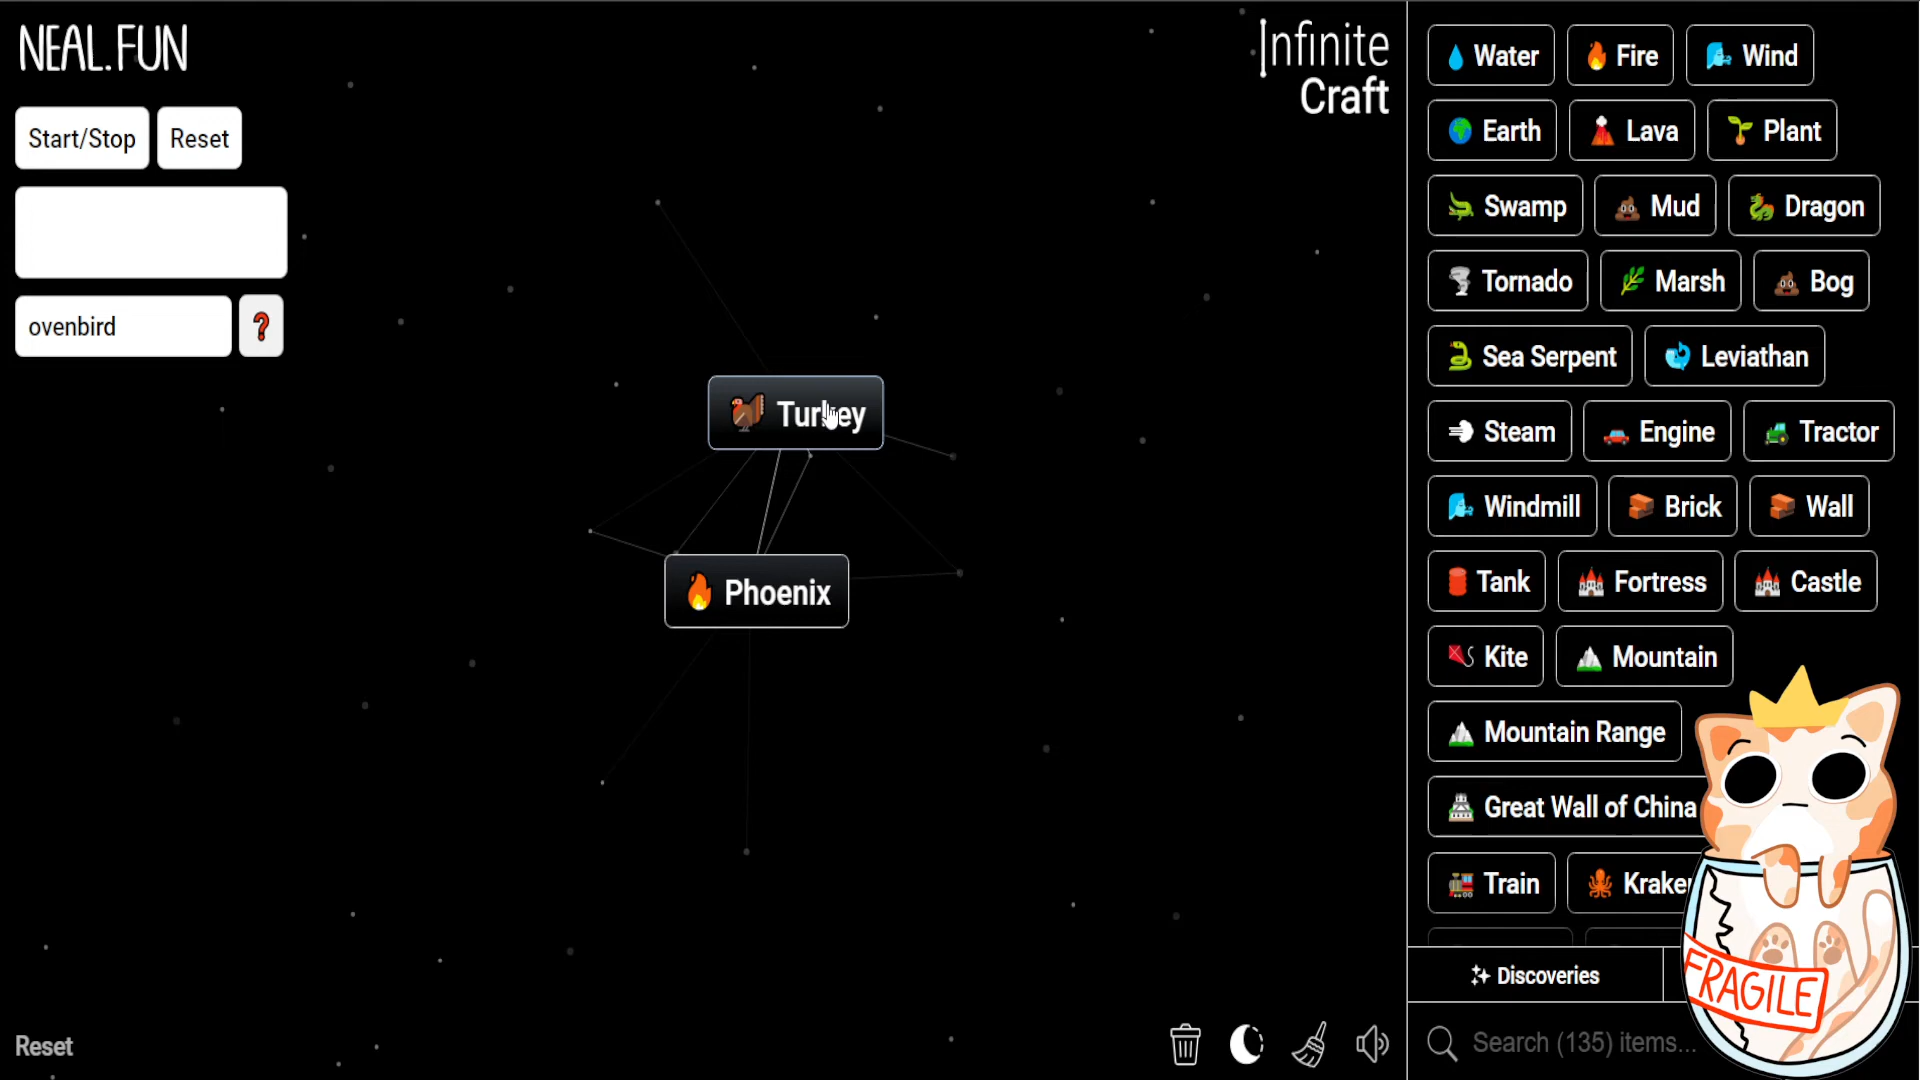 NEAL.FUN
Infinite
Craft
Start/Stop
Reset
ovenbird
Turkey
Phoenix
Water
Fire
Wind
Earth
Lava
Plant
Swamp
Mud
Dragon
Tornado
Marsh
Bog
Sea Serpent
Leviathan
Steam
Engine
Tractor
Windmill
Brick
Wall
Tank
Fortress
Castle
Kite
Mountain
Mountain Range
Great Wall of China
Train
Kraken
Discoveries
FRAGILE
Search (135) items...
Reset